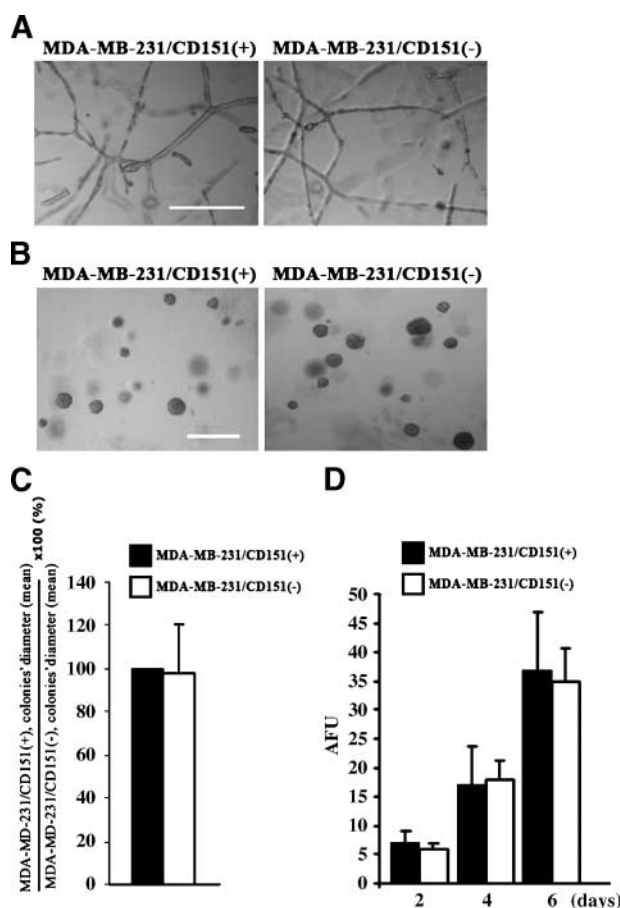 A
MDA-MB-231/CD151(+) MDA-MB-231/CD151(-)
B
MDA-MB-231/CD151(+) MDA-MB-231/CD151(-)
C
MDA-MD-231/CD151(+), colonies' diameter (mean)
MDA-MD-231/CD151(-), colonies' diameter (mean)
x100 (%)
MDA-MB-231/CD151(+)
MDA-MB-231/CD151(-)
140
120
100
80
60
40
20
0
D
MDA-MB-231/CD151(+)
MDA-MB-231/CD151(-)
AFU
50
45
40
35
30
25
20
15
10
5
0
2 4 6 (days)